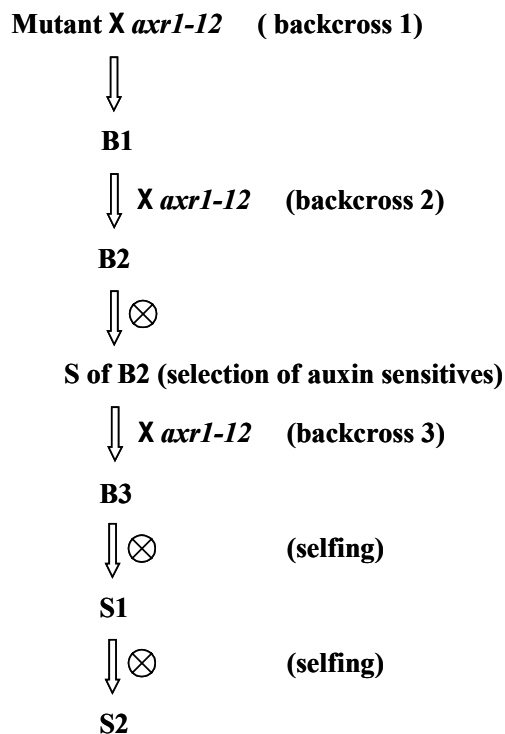 Mutant X axr1-12 ( backcross 1)
B1
X axr1-12 (backcross 2)
B2
S of B2 (selection of auxin sensitives)
X axr1-12 (backcross 3)
B3
(selfing)
S1
(selfing)
S2